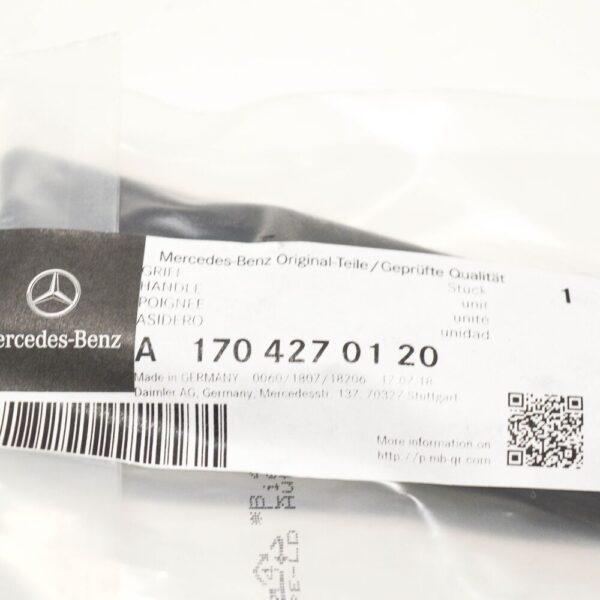 Mercedes-Benz Original-Teile/Geprüfte Qualität
GRIFF Stück 1
HANDLE unit
POIGNEE unité
ASIDERO unidad
ercedes-Benz
A 170 427 01 20
Made in GERMANY 0060/1807/18206 17.07.18
Daimler AG, Germany, Mercedesstr. 137, 70327 Stuttgart
More information on
http://p.mb-qr.com